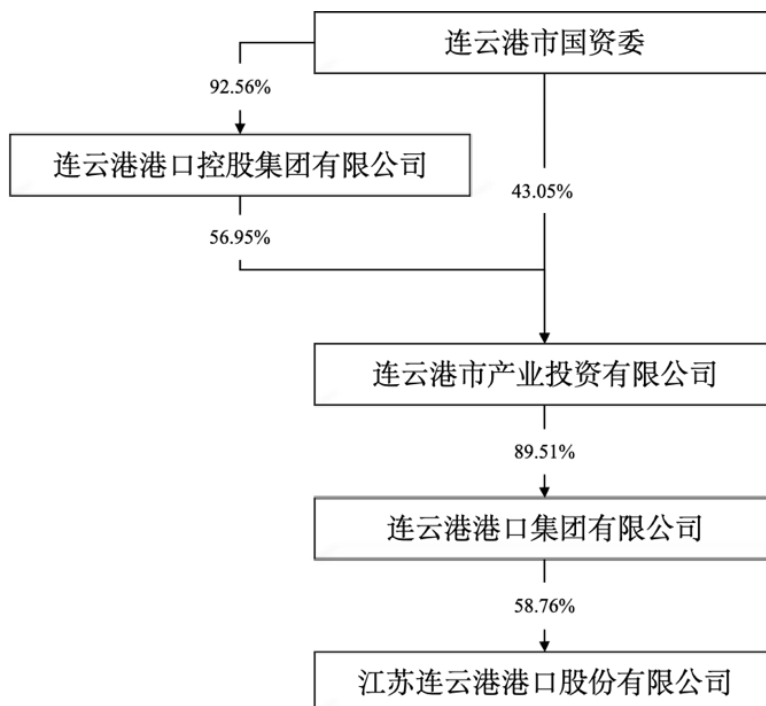 连云港市国资委
92.56%
连云港港口控股集团有限公司
43.05%
56.95%
连云港市产业投资有限公司
89.51%
连云港港口集团有限公司
58.76%
江苏连云港港口股份有限公司